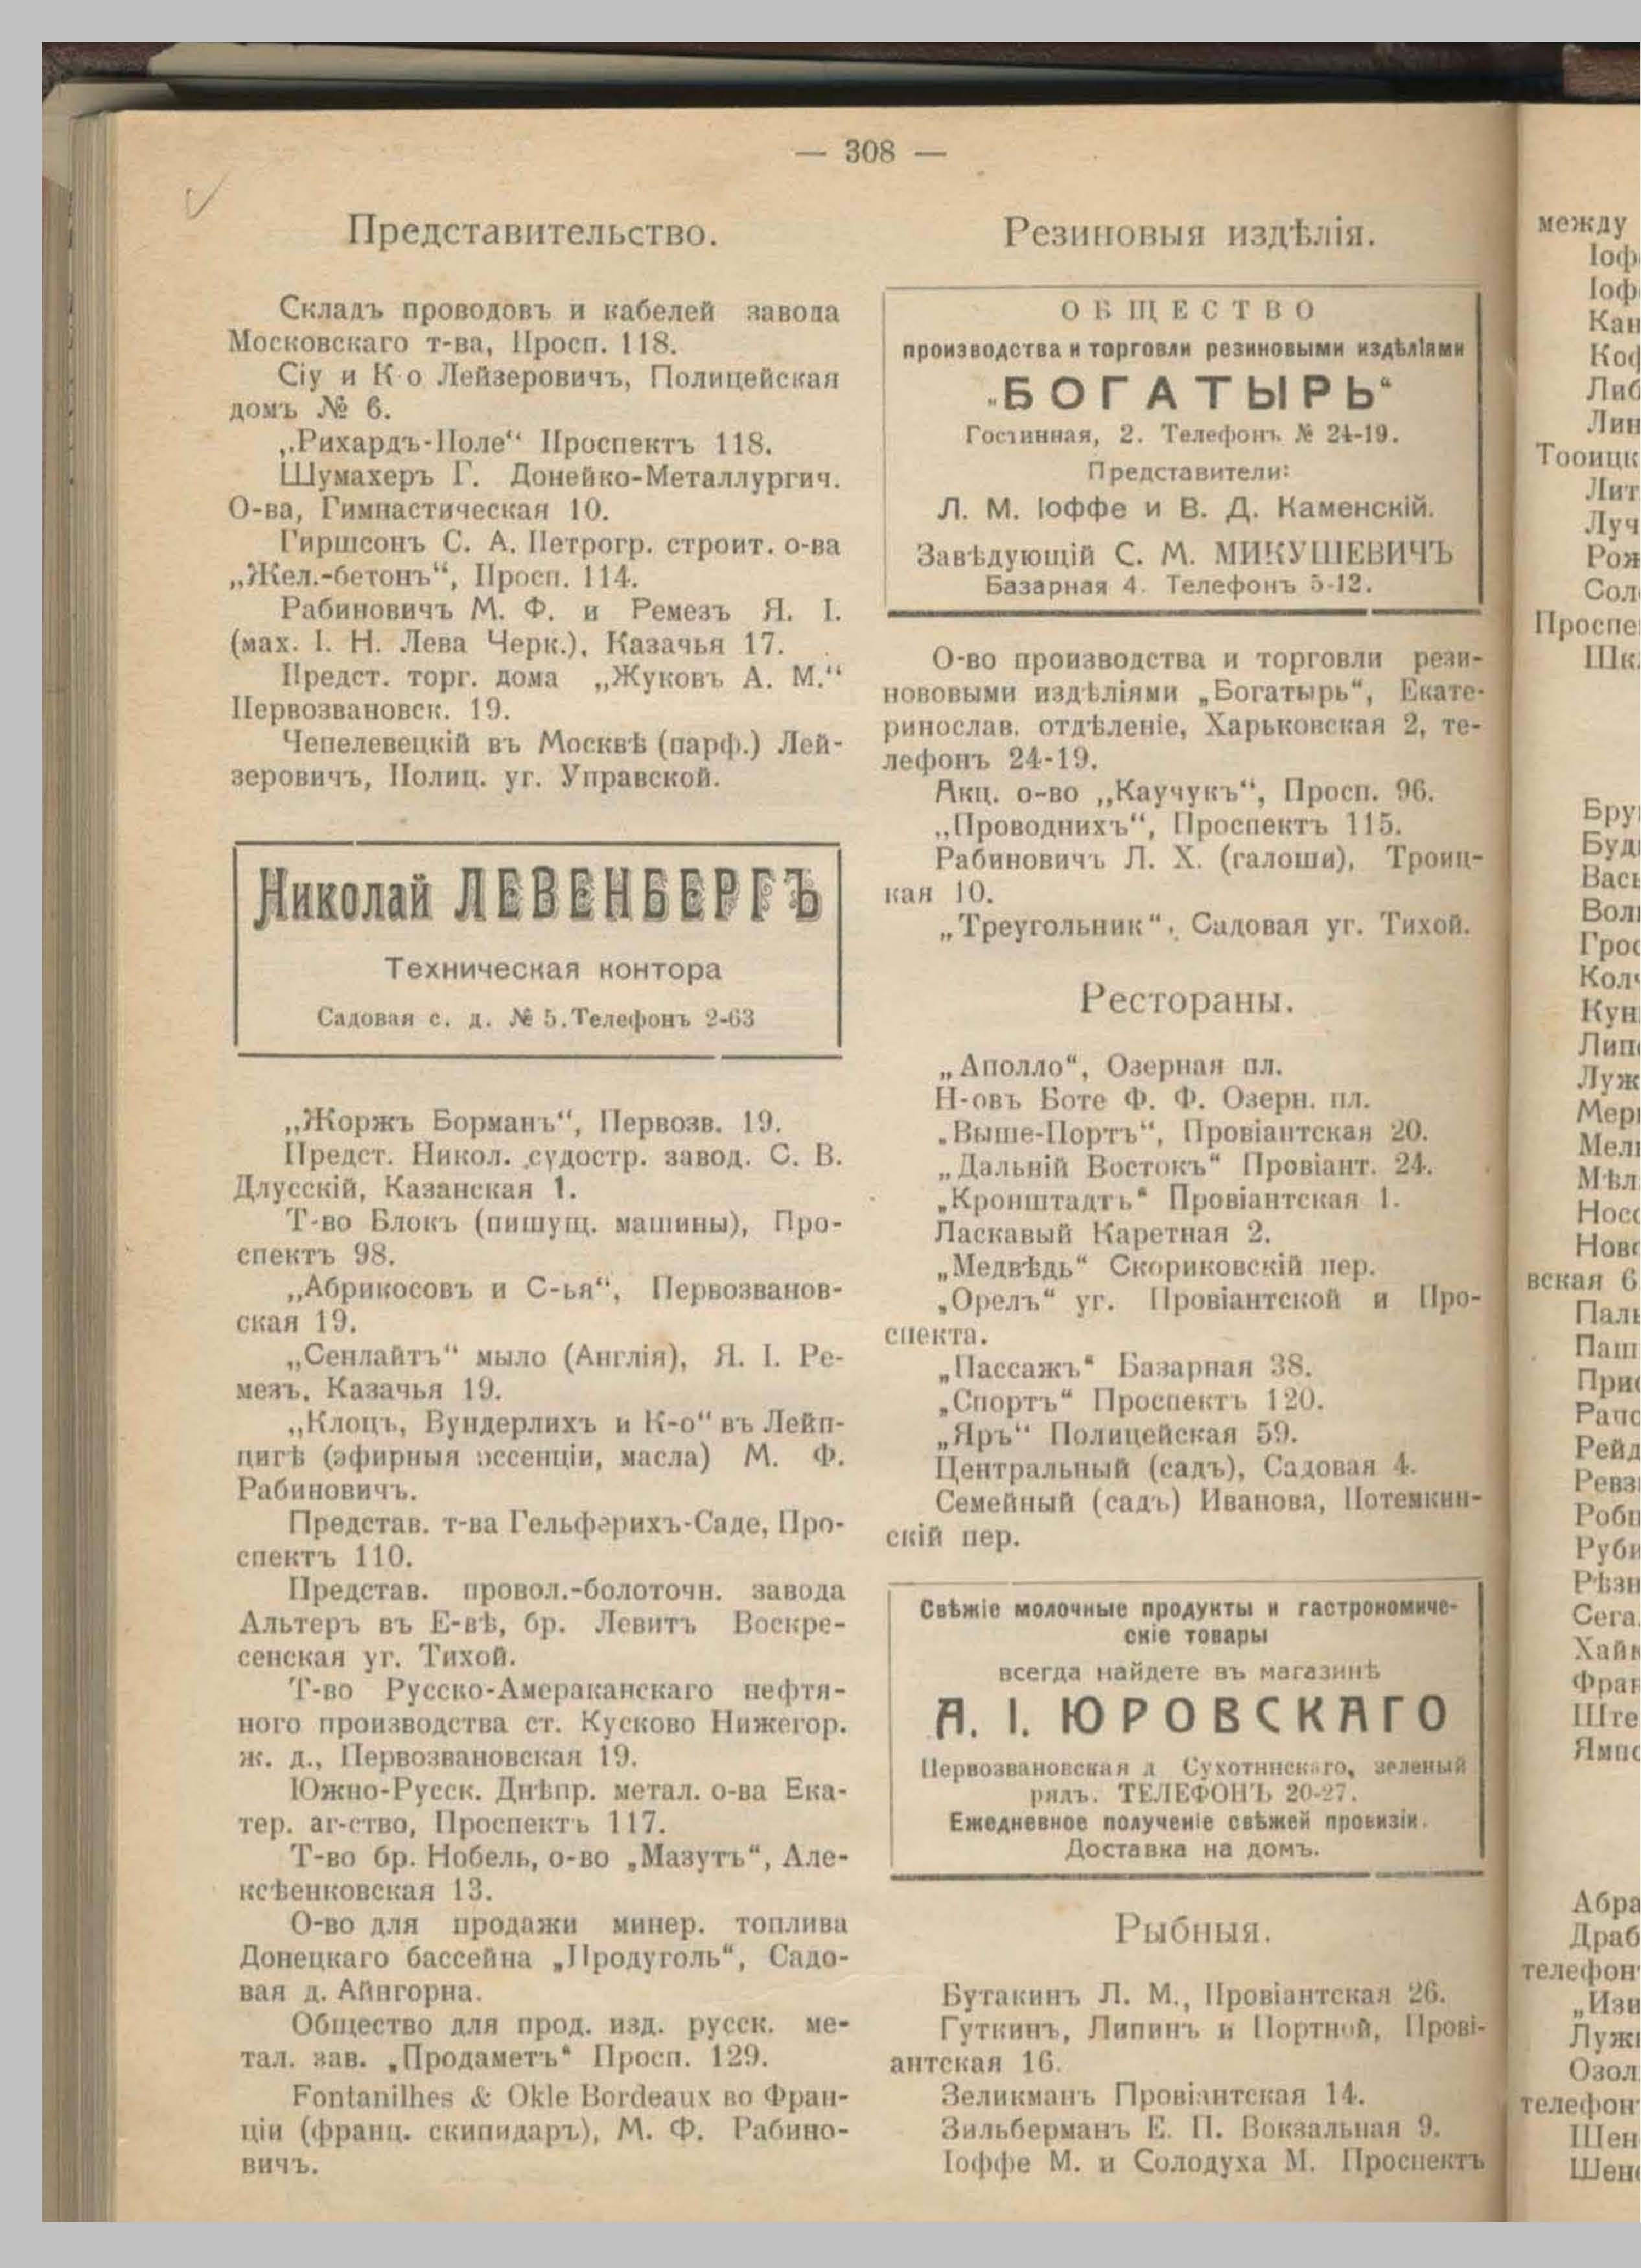 — 308 —
Представительство.
Складъ проводовъ и кабелей завода
Московскаго т-ва, Просп. 118.
Сіу и К-о Лейзеровичъ, Полицейская
домъ № 6.
„Рихардъ-Поле“ Проспектъ 118.
Шумахеръ Г. Донейко-Металлургич.
О-ва, Гимнастическая 10.
Гиршсонъ С. А. Петрогр. строит. о-ва
„Жел.-бетонъ“, Просп. 114.
Рабиновичъ М. Ф. и Ремезъ Я. І.
(мах. І. Н. Лева Черк.), Казачья 17.
Предст. торг. дома „Жуковъ А. М.“
Первозвановск. 19.
Чепелевецкій въ Москвѣ (парф.) Лей-
зеровичъ, Полиц. уг. Управской.
Николай ЛЕВЕНБЕРГЪ
Техническая контора
Садовая с. д. № 5. Телефонъ 2-63
„Жоржъ Борманъ“, Первозв. 19.
Предст. Никол. судостр. завод. С. В.
Длусскій, Казанская 1.
Т-во Блокъ (пишущ. машины), Про-
спектъ 98.
„Абрикосовъ и С-ья“, Первозванов-
ская 19.
„Сенлайтъ“ мыло (Англія), Я. І. Ре-
мезъ, Казачья 19.
„Клоцъ, Вундерлихъ и К-о“ въ Лейп-
цигѣ (эфирныя эссенціи, масла) М. Ф.
Рабиновичъ.
Представ. т-ва Гельферихъ-Саде, Про-
спектъ 110.
Представ. провол.-болоточн. завода
Альтеръ въ Е-вѣ, бр. Левитъ Воскре-
сенская уг. Тихой.
Т-во Русско-Амераканскаго нефтя-
ного производства ст. Кусково Нижегор.
ж. д., Первозвановская 19.
Южно-Русск. Днѣпр. метал. о-ва Ека-
тер. аг-ство, Проспектъ 117.
Т-во бр. Нобель, о-во „Мазутъ“, Але-
ксѣенковская 13.
О-во для продажи минер. топлива
Донецкаго бассейна „Продуголь“, Садо-
вая д. Айнгорна.
Общество для прод. изд. русск. ме-
тал. зав. „Продаметъ“ Просп. 129.
Fontanilhes & Okle Bordeaux во Фран-
ціи (франц. скипидаръ), М. Ф. Рабино-
вичъ.
Резиновыя издѣлія.
ОБЩЕСТВО
производства и торговли резиновыми издѣліями
„БОГАТЫРЬ“
Гостинная, 2. Телефонъ № 24-19.
Представители:
Л. М. Іоффе и В. Д. Каменскій.
Завѣдующій С. М. МИКУШЕВИЧЪ
Базарная 4. Телефонъ 5-12.
О-во производства и торговли рези-
нововыми издѣліями „Богатырь“, Екате-
ринослав. отдѣленіе, Харьковская 2, те-
лефонъ 24-19.
Акц. о-во „Каучукъ“, Просп. 96.
„Проводнихъ“, Проспектъ 115.
Рабиновичъ Л. Х. (галоши), Троиц-
кая 10.
„Треугольник“, Садовая уг. Тихой.
Рестораны.
„Аполло“, Озерная пл.
Н-овъ Боте Ф. Ф. Озерн. пл.
„Выше-Портъ“, Провіантская 20.
„Дальній Востокъ“ Провіант. 24.
„Кронштадтъ“ Провіантская 1.
Ласкавый Каретная 2.
„Медвѣдь“ Скориковскій пер.
„Орелъ“ уг. Провіантской и Про-
спекта.
„Пассажъ“ Базарная 38.
„Спортъ“ Проспектъ 120.
„Яръ“ Полицейская 59.
Центральный (садъ), Садовая 4.
Семейный (садъ) Иванова, Потемкин-
скій пер.
Свѣжіе молочные продукты и гастрономиче-
скіе товары
всегда найдете въ магазинѣ
А. І. ЮРОВСКАГО
Первозвановская д Сухотинскаго, зеленый
рядъ. ТЕЛЕФОНЪ 20-27.
Ежедневное полученіе свѣжей провизіи.
Доставка на домъ.
Рыбныя.
Бутакинъ Л. М., Провіантская 26.
Гуткинъ, Липинъ и Портной, Прові-
антская 16.
Зеликманъ Провіантская 14.
Зильберманъ Е. П. Вокзальная 9.
Іоффе М. и Солодуха М. Проспектъ
между
вская 6